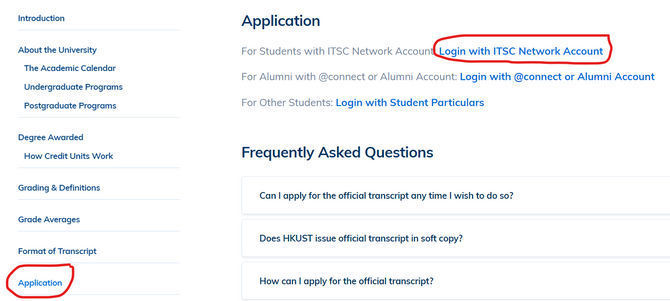 Introduction
About the University
The Academic Calendar
Undergraduate Programs
Postgraduate Programs
Degree Awarded
How Credit Units Work
Grading & Definitions
Grade Averages
Format of Transcript
Application
Application
For Students with ITSC Network Account: Login with ITSC Network Account
For Alumni with @connect or Alumni Account: Login with @connect or Alumni Account
For Other Students: Login with Student Particulars
Frequently Asked Questions
Can I apply for the official transcript any time I wish to do so?
Does HKUST issue official transcript in soft copy?
How can I apply for the official transcript?